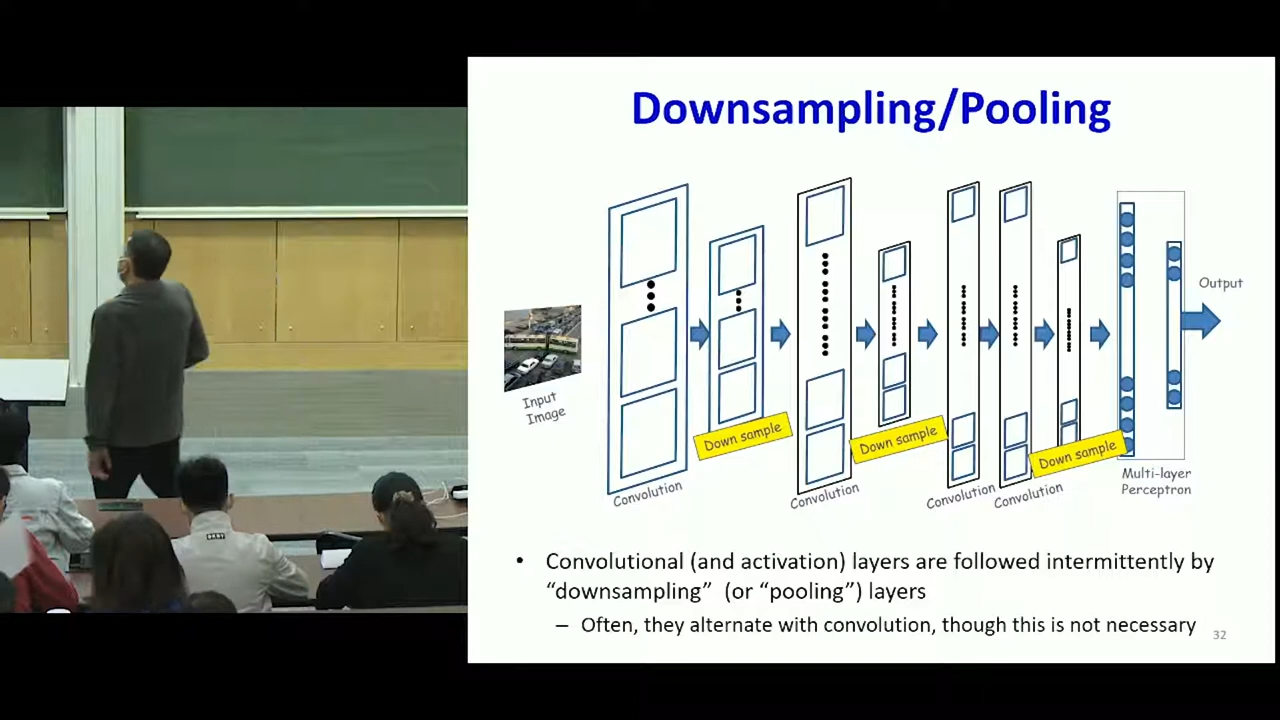 Downsampling/Pooling
Output
Input
Image
Down sample
Down sample
Down sample
Convolution
Convolution
Convolution
Convolution
Multi-layer
Perceptron
• Convolutional (and activation) layers are followed intermittently by
“downsampling” (or “pooling”) layers
– Often, they alternate with convolution, though this is not necessary
32